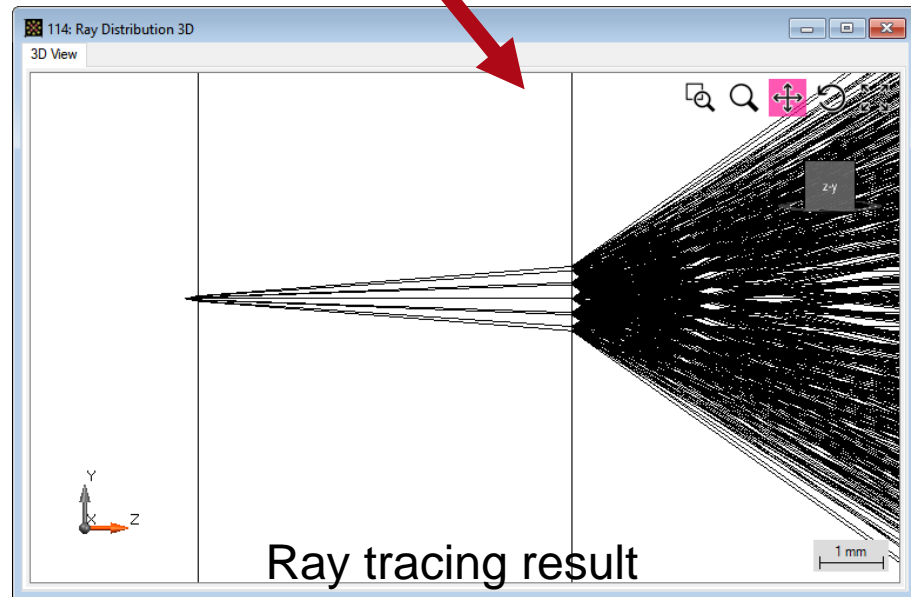 114: Ray Distribution 3D
3D View
z-y
Y
X
Z
1 mm
Ray tracing result